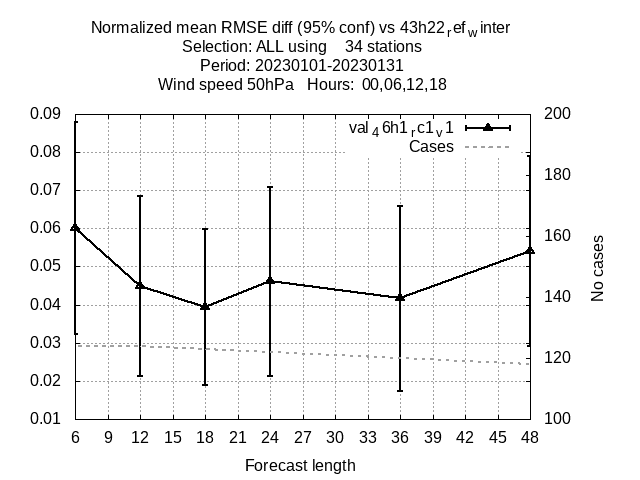 Normalized mean RMSE diff (95% conf) vs 43h22ref winter
Selection: ALL using 34 stations
Period: 20230101-20230131
Wind speed 50hPa Hours: 00,06,12,18
0.09
0.08
0.07
0.06
0.05
0.04
0.03
0.02
0.01
200
180
160
140
120
100
val46h1rc1v1
Cases
No cases
6 9 12 15 18 21 24 27 30 33 36 39 42 45 48
Forecast length